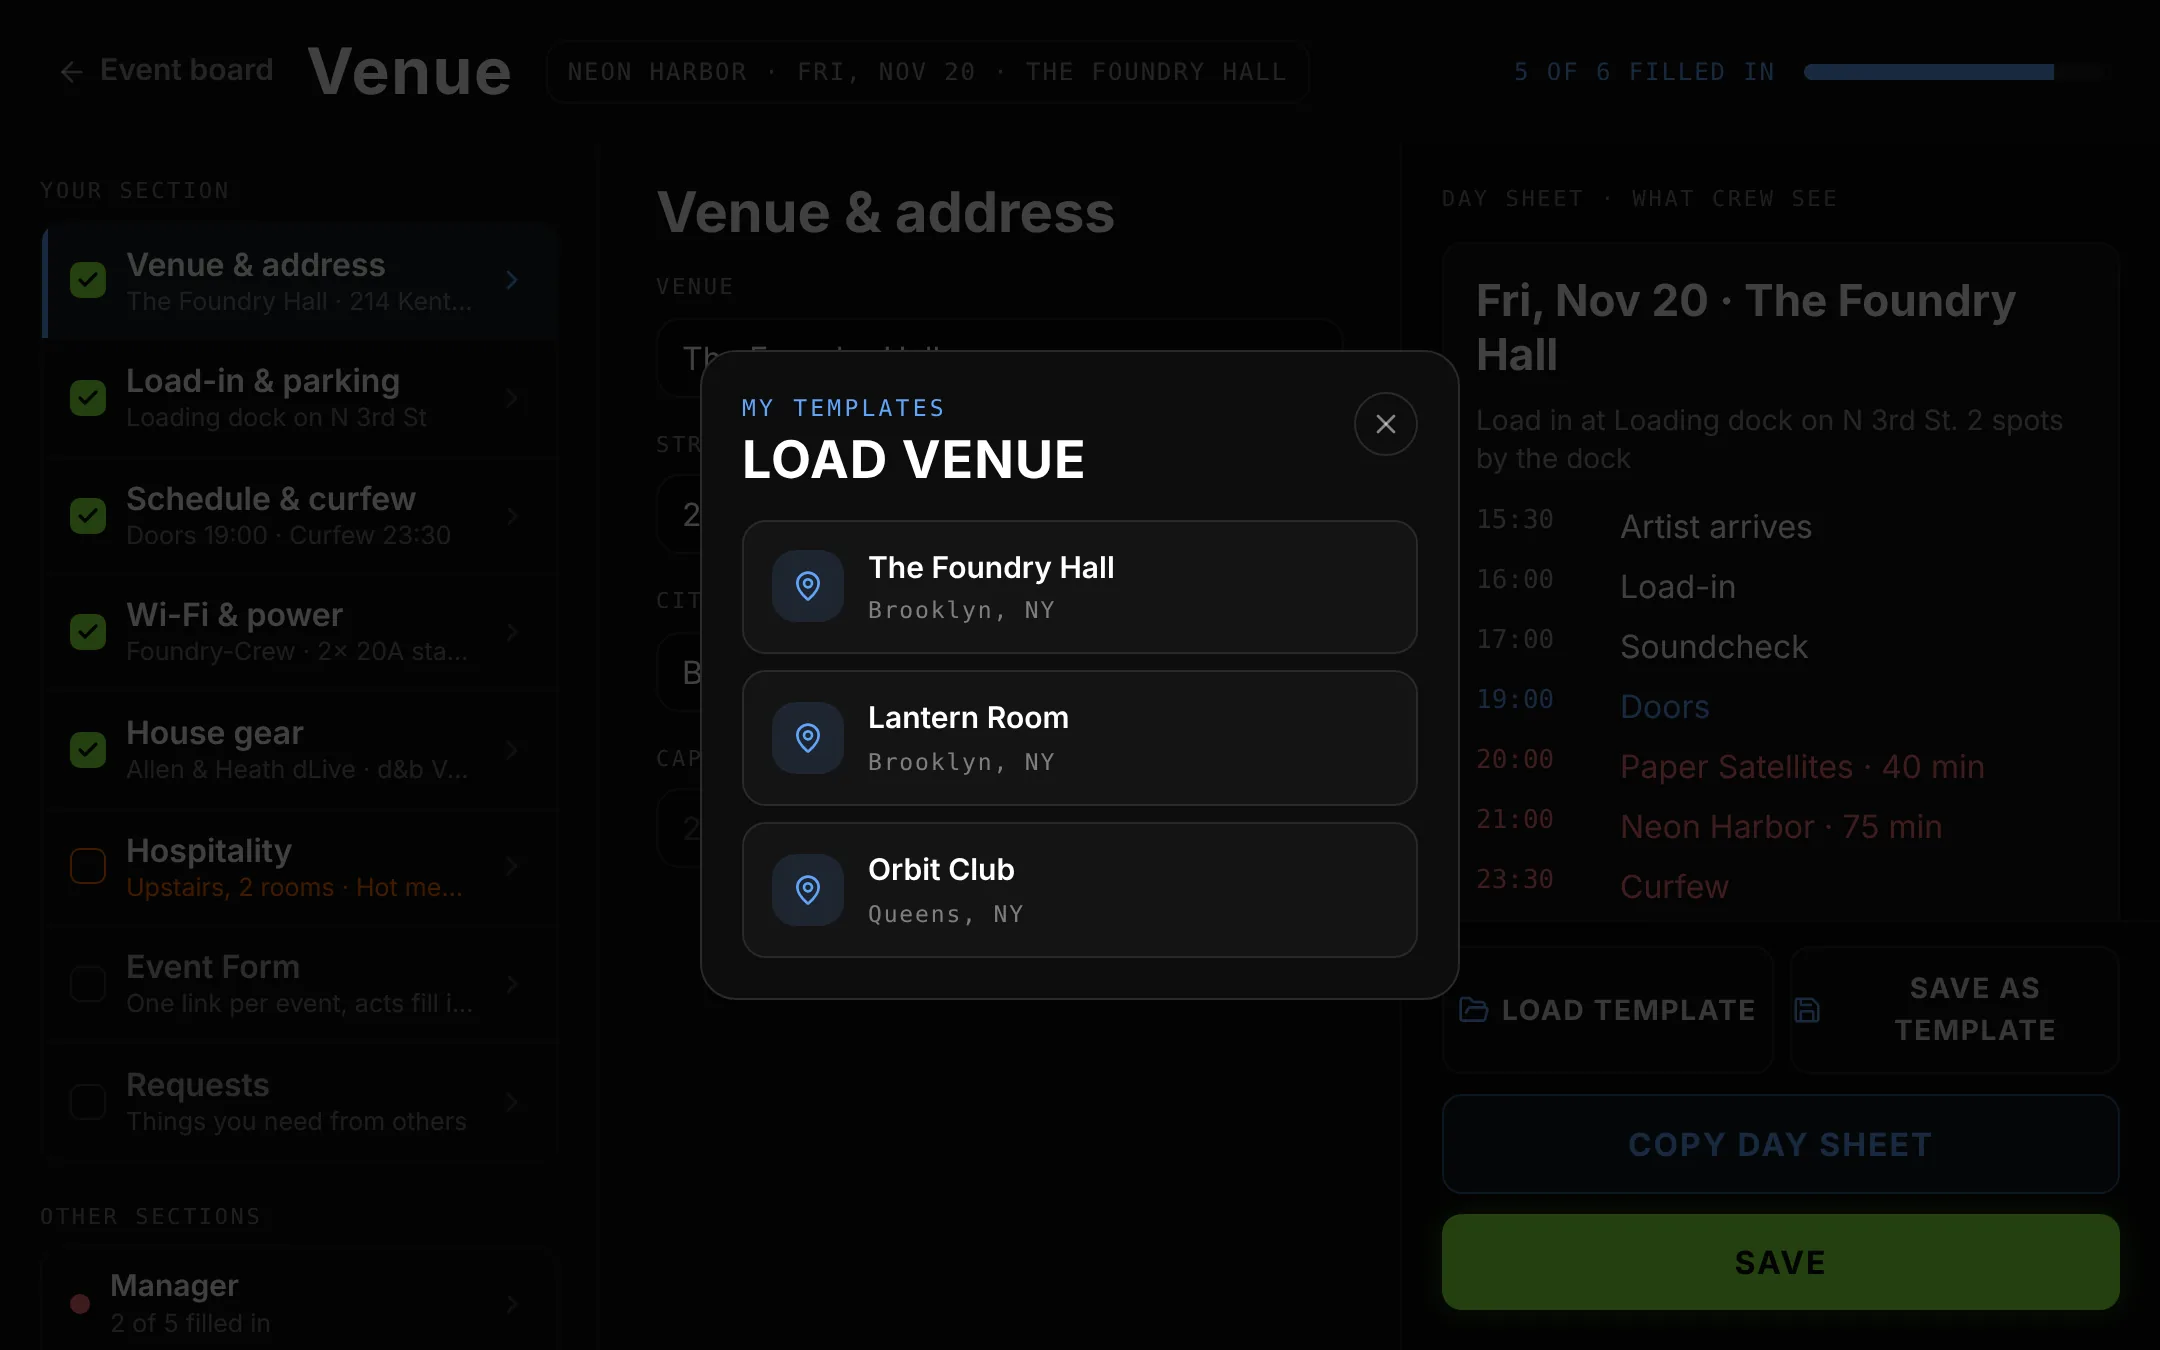 Event board
Venue
NEON HARBOR · FRI, NOV 20 · THE FOUNDRY HALL
5 OF 6 FILLED IN
YOUR SECTION
Venue & address
The Foundry Hall · 214 Kent...
Load-in & parking
Loading dock on N 3rd St
Schedule & curfew
Doors 19:00 · Curfew 23:30
Wi-Fi & power
Foundry-Crew · 2× 20A sta...
House gear
Allen & Heath dLive · d&b V...
Hospitality
Upstairs, 2 rooms · Hot me...
Event Form
One link per event, acts fill i...
Requests
Things you need from others
OTHER SECTIONS
Manager
2 of 5 filled in
Venue & address
VENUE
MY TEMPLATES
LOAD VENUE
The Foundry Hall
Brooklyn, NY
Lantern Room
Brooklyn, NY
Orbit Club
Queens, NY
DAY SHEET · WHAT CREW SEE
Fri, Nov 20 · The Foundry
Hall
Load in at Loading dock on N 3rd St. 2 spots
by the dock
15:30 Artist arrives
16:00 Load-in
17:00 Soundcheck
19:00 Doors
20:00 Paper Satellites · 40 min
21:00 Neon Harbor · 75 min
23:30 Curfew
LOAD TEMPLATE
SAVE AS
TEMPLATE
COPY DAY SHEET
SAVE